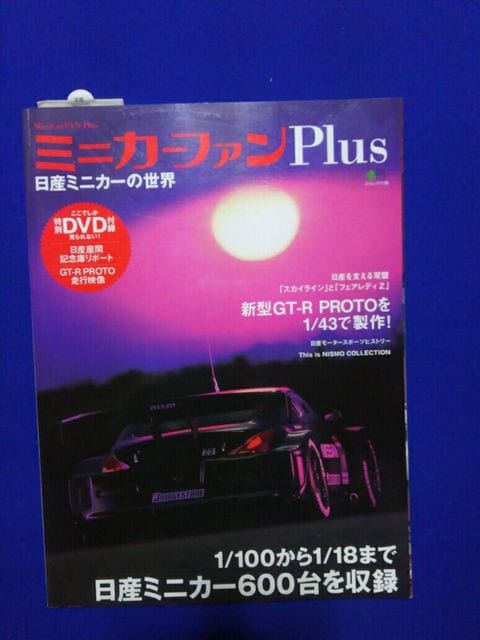 MiniCarFAN Plus
ミニカーファンPlus
日産ミニカーの世界
ここでしか
見られない!
特別DVD付録
日産座間
記念庫リポート
GT-R PROTO
走行映像
日産を支える双璧
「スカイライン」と「フェアレディZ」
新型GT-R PROTOを
1/43で製作!
日産モータースポーツヒストリー
This is NISMO COLLECTION
BRIDGESTONE
1/100から1/18まで
日産ミニカー600台を収録